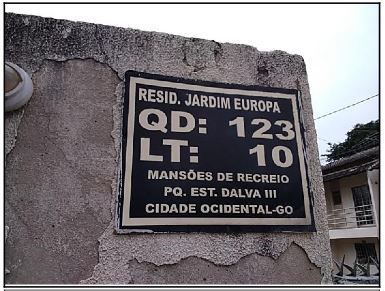 RESID. JARDIM EUROPA
QD: 123
LT: 10
MANSÕES DE RECREIO
PQ. EST. DALVA III
CIDADE OCIDENTAL-GO